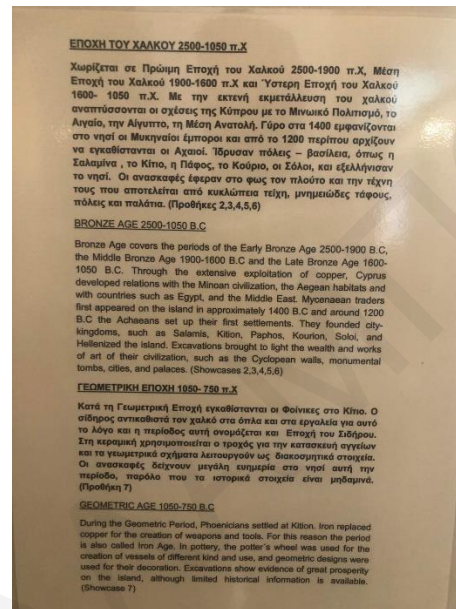 ΕΠΟΧΗ ΤΟΥ ΧΑΛΚΟΥ 2500-1050 π.Χ
Χωρίζεται σε Πρώιμη Εποχή του Χαλκού 2500-1900 π.Χ, Μέση
Εποχή του Χαλκού 1900-1600 π.Χ και Ύστερη Εποχή του Χαλκού
1600- 1050 π.Χ. Με την εκτενή εκμετάλλευση του χαλκού
αναπτύσσονται οι σχέσεις της Κύπρου με το Μινωικό Πολιτισμό, το
Αιγαίο, την Αίγυπτο, τη Μέση Ανατολή. Γύρο στα 1400 εμφανίζονται
στο νησί οι Μυκηναίοι έμποροι και από το 1200 περίπου αρχίζουν
να εγκαθίστανται οι Αχαιοί. Ίδρυσαν πόλεις – βασίλεια, όπως η
Σαλαμίνα , το Κίτιο, η Πάφος, το Κούριο, οι Σόλοι, και εξελλήνισαν
το νησί. Οι ανασκαφές έφεραν στο φως τον πλούτο και την τέχνη
τους που αποτελείται από κυκλώπεια τείχη, μνημειώδεις τάφους,
πόλεις και παλάτια. (Προθήκες 2,3,4,5,6)
BRONZE AGE 2500-1050 B.C
Bronze Age covers the periods of the Early Bronze Age 2500-1900 B.C,
the Middle Bronze Age 1900-1600 B.C and the Late Bronze Age 1600-
1050 B.C. Through the extensive exploitation of copper, Cyprus
developed relations with the Minoan civilization, the Aegean habitats and
with countries such as Egypt, and the Middle East. Mycenaean traders
first appeared on the island in approximately 1400 B.C and around 1200
B.C the Achaeans set up their first settlements. They founded city-
kingdoms, such as Salamis, Kition, Paphos, Kourion, Soloi, and
Hellenized the island. Excavations brought to light the wealth and works
of art of their civilization, such as the Cyclopean walls, monumental
tombs, cities, and palaces. (Showcases 2,3,4,5,6)
ΓΕΩΜΕΤΡΙΚΗ ΕΠΟΧΗ 1050- 750 π.Χ
Κατά τη Γεωμετρική Εποχή εγκαθίστανται οι Φοίνικες στο Κίτιο. Ο
σίδηρος αντικαθιστά τον χαλκό στα όπλα και στα εργαλεία για αυτό
το λόγο και η περίοδος αυτή ονομάζεται και Εποχή του Σιδήρου.
Στη κεραμική χρησιμοποιείται ο τροχός για την κατασκευή αγγείων
και τα γεωμετρικά σχήματα λειτουργούν ως διακοσμητικά στοιχεία.
Οι ανασκαφές δείχνουν μεγάλη ευημερία στο νησί αυτή την
περίοδο, παρόλο που τα ιστορικά στοιχεία είναι μηδαμινά.
(Προθήκη 7)
GEOMETRIC AGE 1050-750 B.C
During the Geometric Period, Phoenicians settled at Kition. Iron replaced
copper for the creation of weapons and tools. For this reason the period
is also called Iron Age. In pottery, the potter's wheel was used for the
creation of vessels of different kind and use, and geometric designs were
used for their decoration. Excavations show evidence of great prosperity
on the island, although limited historical information is available.
(Showcase 7)